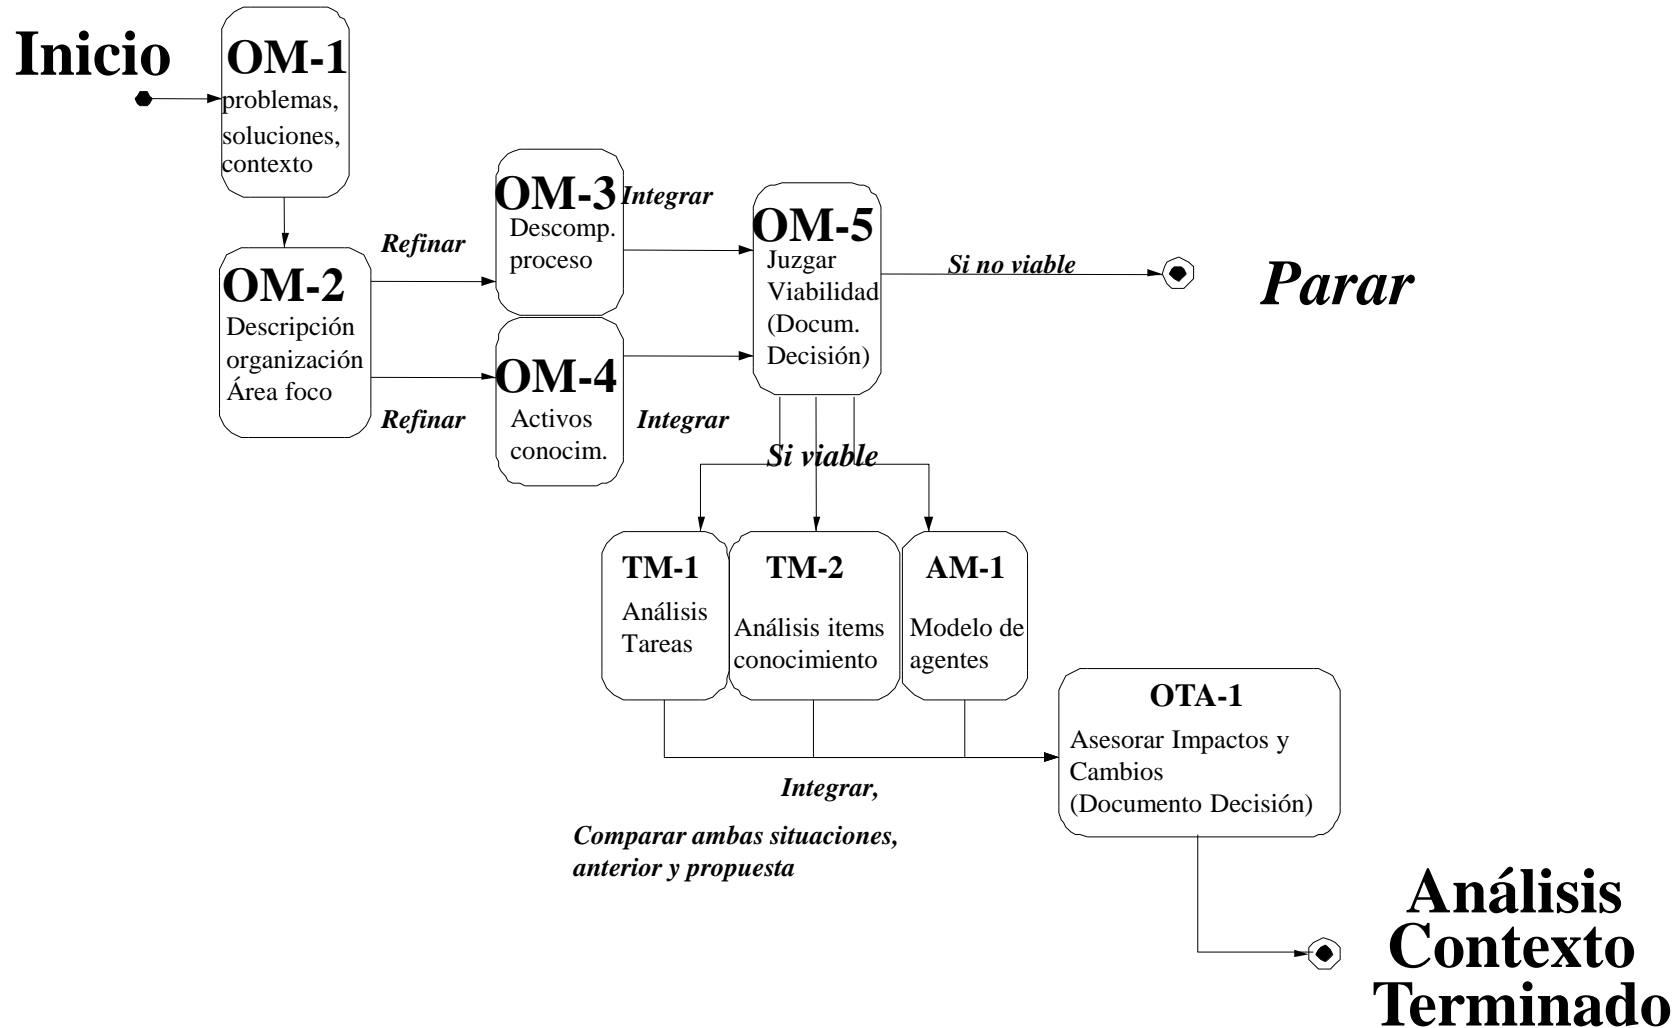 Inicio
OM-1
problemas,
soluciones,
contexto
OM-2
Descripción
organización
Área foco
Refinar
Refinar
OM-3
Descomp.
proceso
OM-4
Activos
conocim.
Integrar
Integrar
OM-5
Juzgar
Viabilidad
(Docum.
Decisión)
Si no viable
Parar
Si viable
TM-1
Análisis
Tareas
TM-2
Análisis items
conocimiento
AM-1
Modelo de
agentes
Integrar,
Comparar ambas situaciones,
anterior y propuesta
OTA-1
Asesorar Impactos y
Cambios
(Documento Decisión)
Análisis
Contexto
Terminado